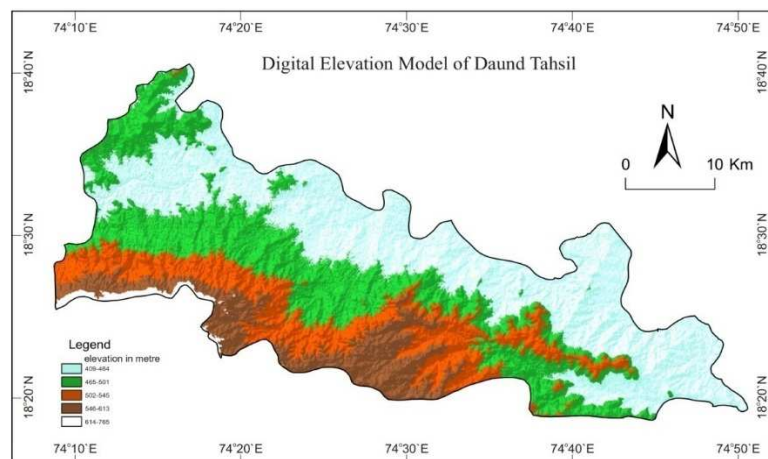 74°10'E 74°20'E 74°30'E 74°40'E 74°50'E
Digital Elevation Model of Daund Tahsil
18°40'N 18°40'N
N
0 10 Km
18°30'N 18°30'N
Legend
elevation in metre
409-464
465-501
502-545
546-613
614-765
18°20'N 18°20'N
74°10'E 74°20'E 74°30'E 74°40'E 74°50'E